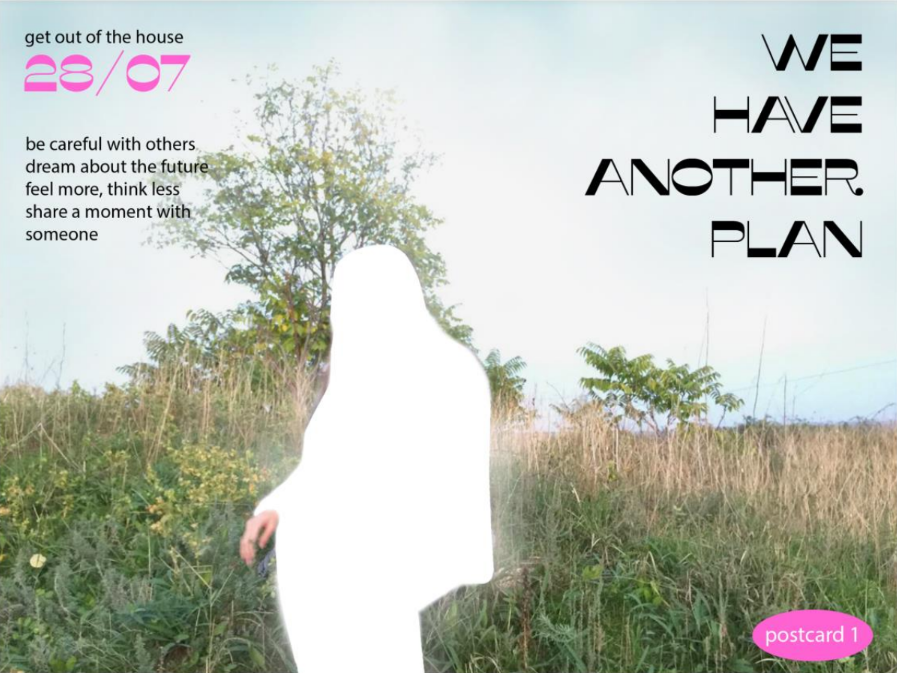 get out of the house
28/07
be careful with others
dream about the future
feel more, think less
share a moment with
someone
WE
HAVE
ANOTHER.
PLAN
postcard 1